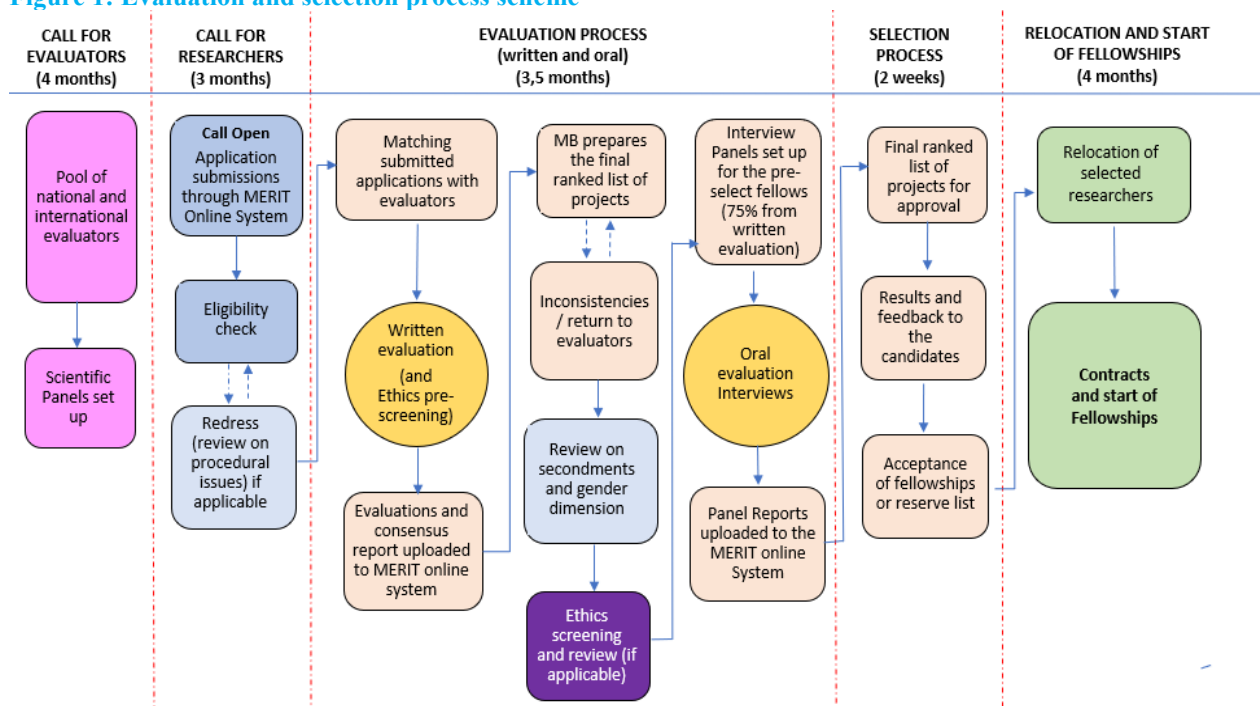 Figure 1: Evaluation and selection process scheme
CALL FOR
EVALUATORS
(4 months)
CALL FOR
RESEARCHERS
(3 months)
EVALUATION PROCESS
(written and oral)
(3,5 months)
SELECTION
PROCESS
(2 weeks)
RELOCATION AND START
OF FELLOWSHIPS
(4 months)
Pool of
national and
international
evaluators
Scientific
Panels set
up
Call Open
Application
submissions
through MERIT
Online System
Eligibility
check
Redress
(review on
procedural
issues) if
applicable
Matching
submitted
applications with
evaluators
Written
evaluation
(and
Ethics pre-
screening)
Evaluations and
consensus
report uploaded
to MERIT online
system
MB prepares
the final
ranked list of
projects
Inconsistencies
/ return to
evaluators
Review on
secondments
and gender
dimension
Ethics
screening
and review (if
applicable)
Interview
Panels set up
for the pre-
select fellows
(75% from
written
evaluation)
Oral
evaluation
Interviews
Panel Reports
uploaded to the
MERIT online
System
Final ranked
list of
projects for
approval
Results and
feedback to
the
candidates
Acceptance
of fellowships
or reserve list
Relocation of
selected
researchers
Contracts
and start of
Fellowships